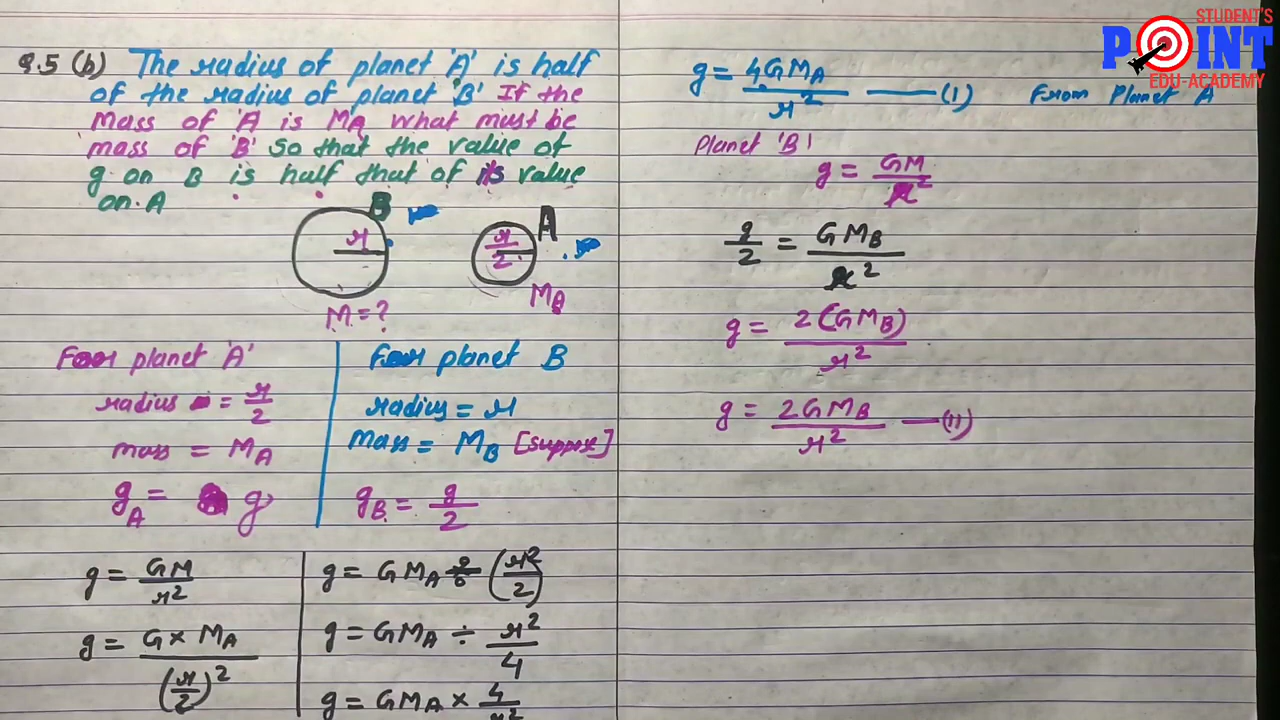 Q.5 (b) The radius of planet 'A' is half
of the radius of planet 'B' If the
mass of 'A is MA what must be
mass of 'B' so that the value of
g on B is half that of its value
on A
B
A
r
r/2
MA
M = ?
For planet 'A'
radius = r/2
mass = MA
gA = g
For planet B
radius = r
Mass = MB [suppose]
gB = g/2
g = GM/r²
g = G × MA/(r/2)²
g = GMA ÷ (r²/2)
g = GMA ÷ r²/4
g = GMA × 4/r²
g = 4GMA/r² —(I) From Planet A
Planet 'B'
g = GM/r²
g/2 = GMB/r²
g = 2(GMB)/r²
g = 2GMB/r² —(II)
STUDENT'S
POINT
EDU-ACADEMY